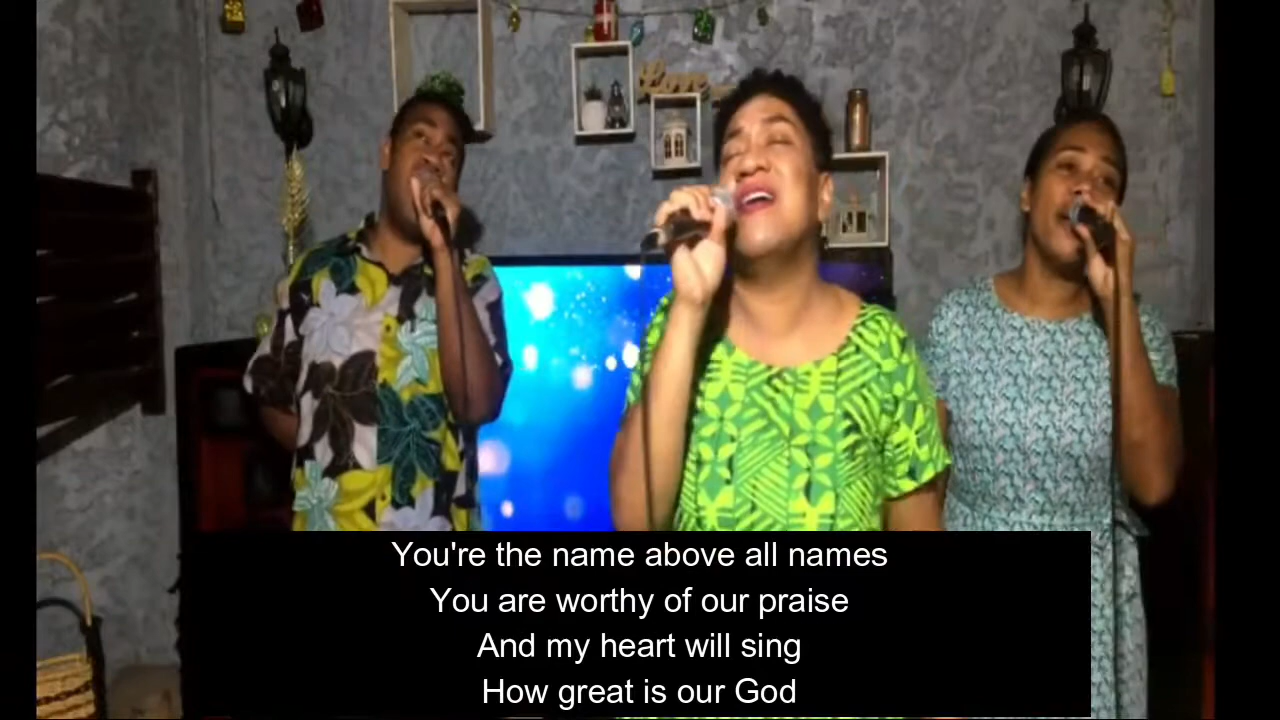 Love
You're the name above all names
You are worthy of our praise
And my heart will sing
How great is our God